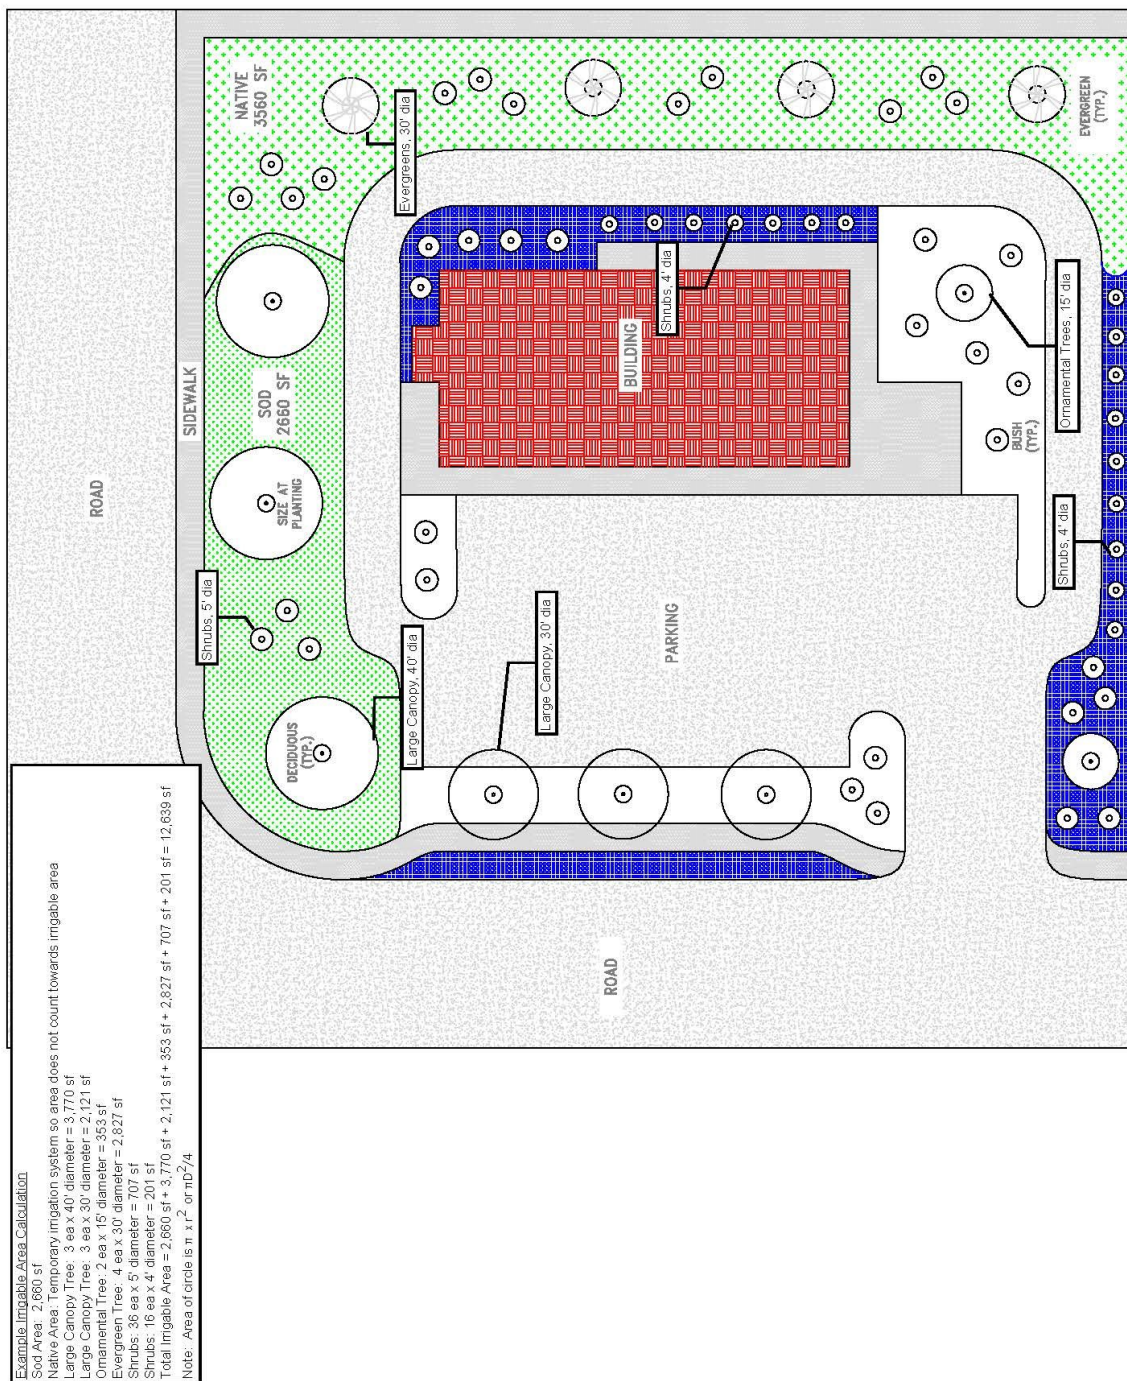 Example Irrigable Area Calculation
Sod Area: 2,660 sf
Native Area: Temporary irrigation system so area does not count towards irrigable area
Large Canopy Tree: 3 ea x 40' diameter = 3,770 sf
Large Canopy Tree: 3 ea x 30' diameter = 2,121 sf
Ornamental Tree: 2 ea x 15' diameter = 353 sf
Evergreen Tree: 4 ea x 30' diameter = 2,827 sf
Shrubs: 36 ea x 5' diameter = 707 sf
Shrubs: 16 ea x 4' diameter = 201 sf
Total Irrigable Area = 2,660 sf + 3,770 sf + 2,121 sf + 353 sf + 2,827 sf + 707 sf + 201 sf = 12,639 sf
Note: Area of circle is π x r² or πD²/4
ROAD
SIDEWALK
NATIVE
3560 SF
Evergreens, 30' dia
EVERGREEN
(TYP.)
SOD
2660 SF
SIZE AT
PLANTING
Shrubs, 5' dia
DECIDUOUS
(TYP.)
Large Canopy, 40' dia
Large Canopy, 30' dia
Shrubs, 4' dia
BUILDING
Ornamental Trees, 15' dia
BUSH
(TYP.)
Shrubs, 4' dia
PARKING
ROAD